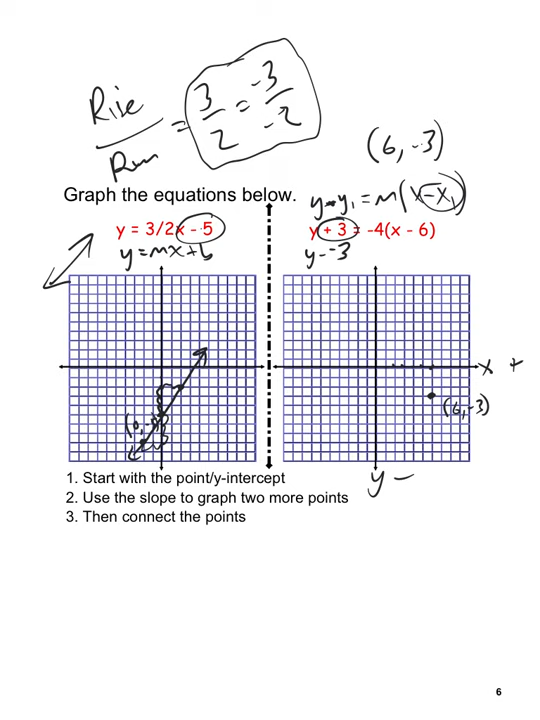 Rise
Run
= 3/2 = -3/-2
(6, -3)
Graph the equations below.
y - y₁ = m(x - x₁)
y = 3/2x - 5
y + 3 = -4(x - 6)
y = mx + b
y - -3
x +
(6, -3)
y -
1. Start with the point/y-intercept
2. Use the slope to graph two more points
3. Then connect the points
6